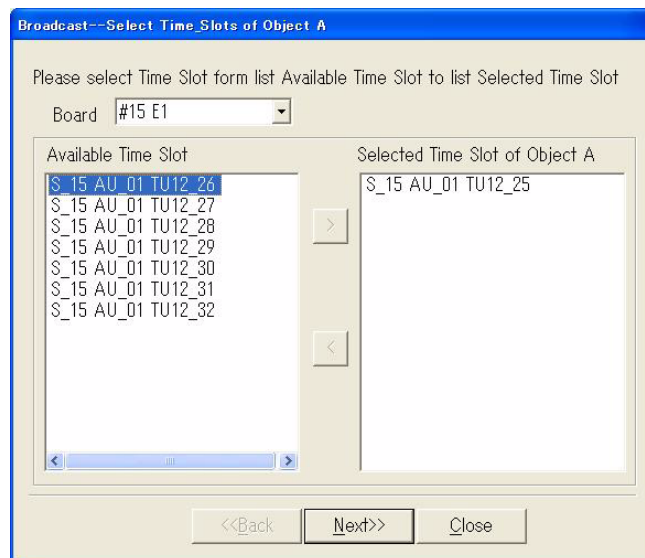 Broadcast--Select Time_Slots of Object A
Please select Time Slot form list Available Time Slot to list Selected Time Slot
Board #15 E1
Available Time Slot
Selected Time Slot of Object A
S_15 AU_01 TU12_26
S_15 AU_01 TU12_27
S_15 AU_01 TU12_28
S_15 AU_01 TU12_29
S_15 AU_01 TU12_30
S_15 AU_01 TU12_31
S_15 AU_01 TU12_32
>
<
S_15 AU_01 TU12_25
<<Back Next>> Close